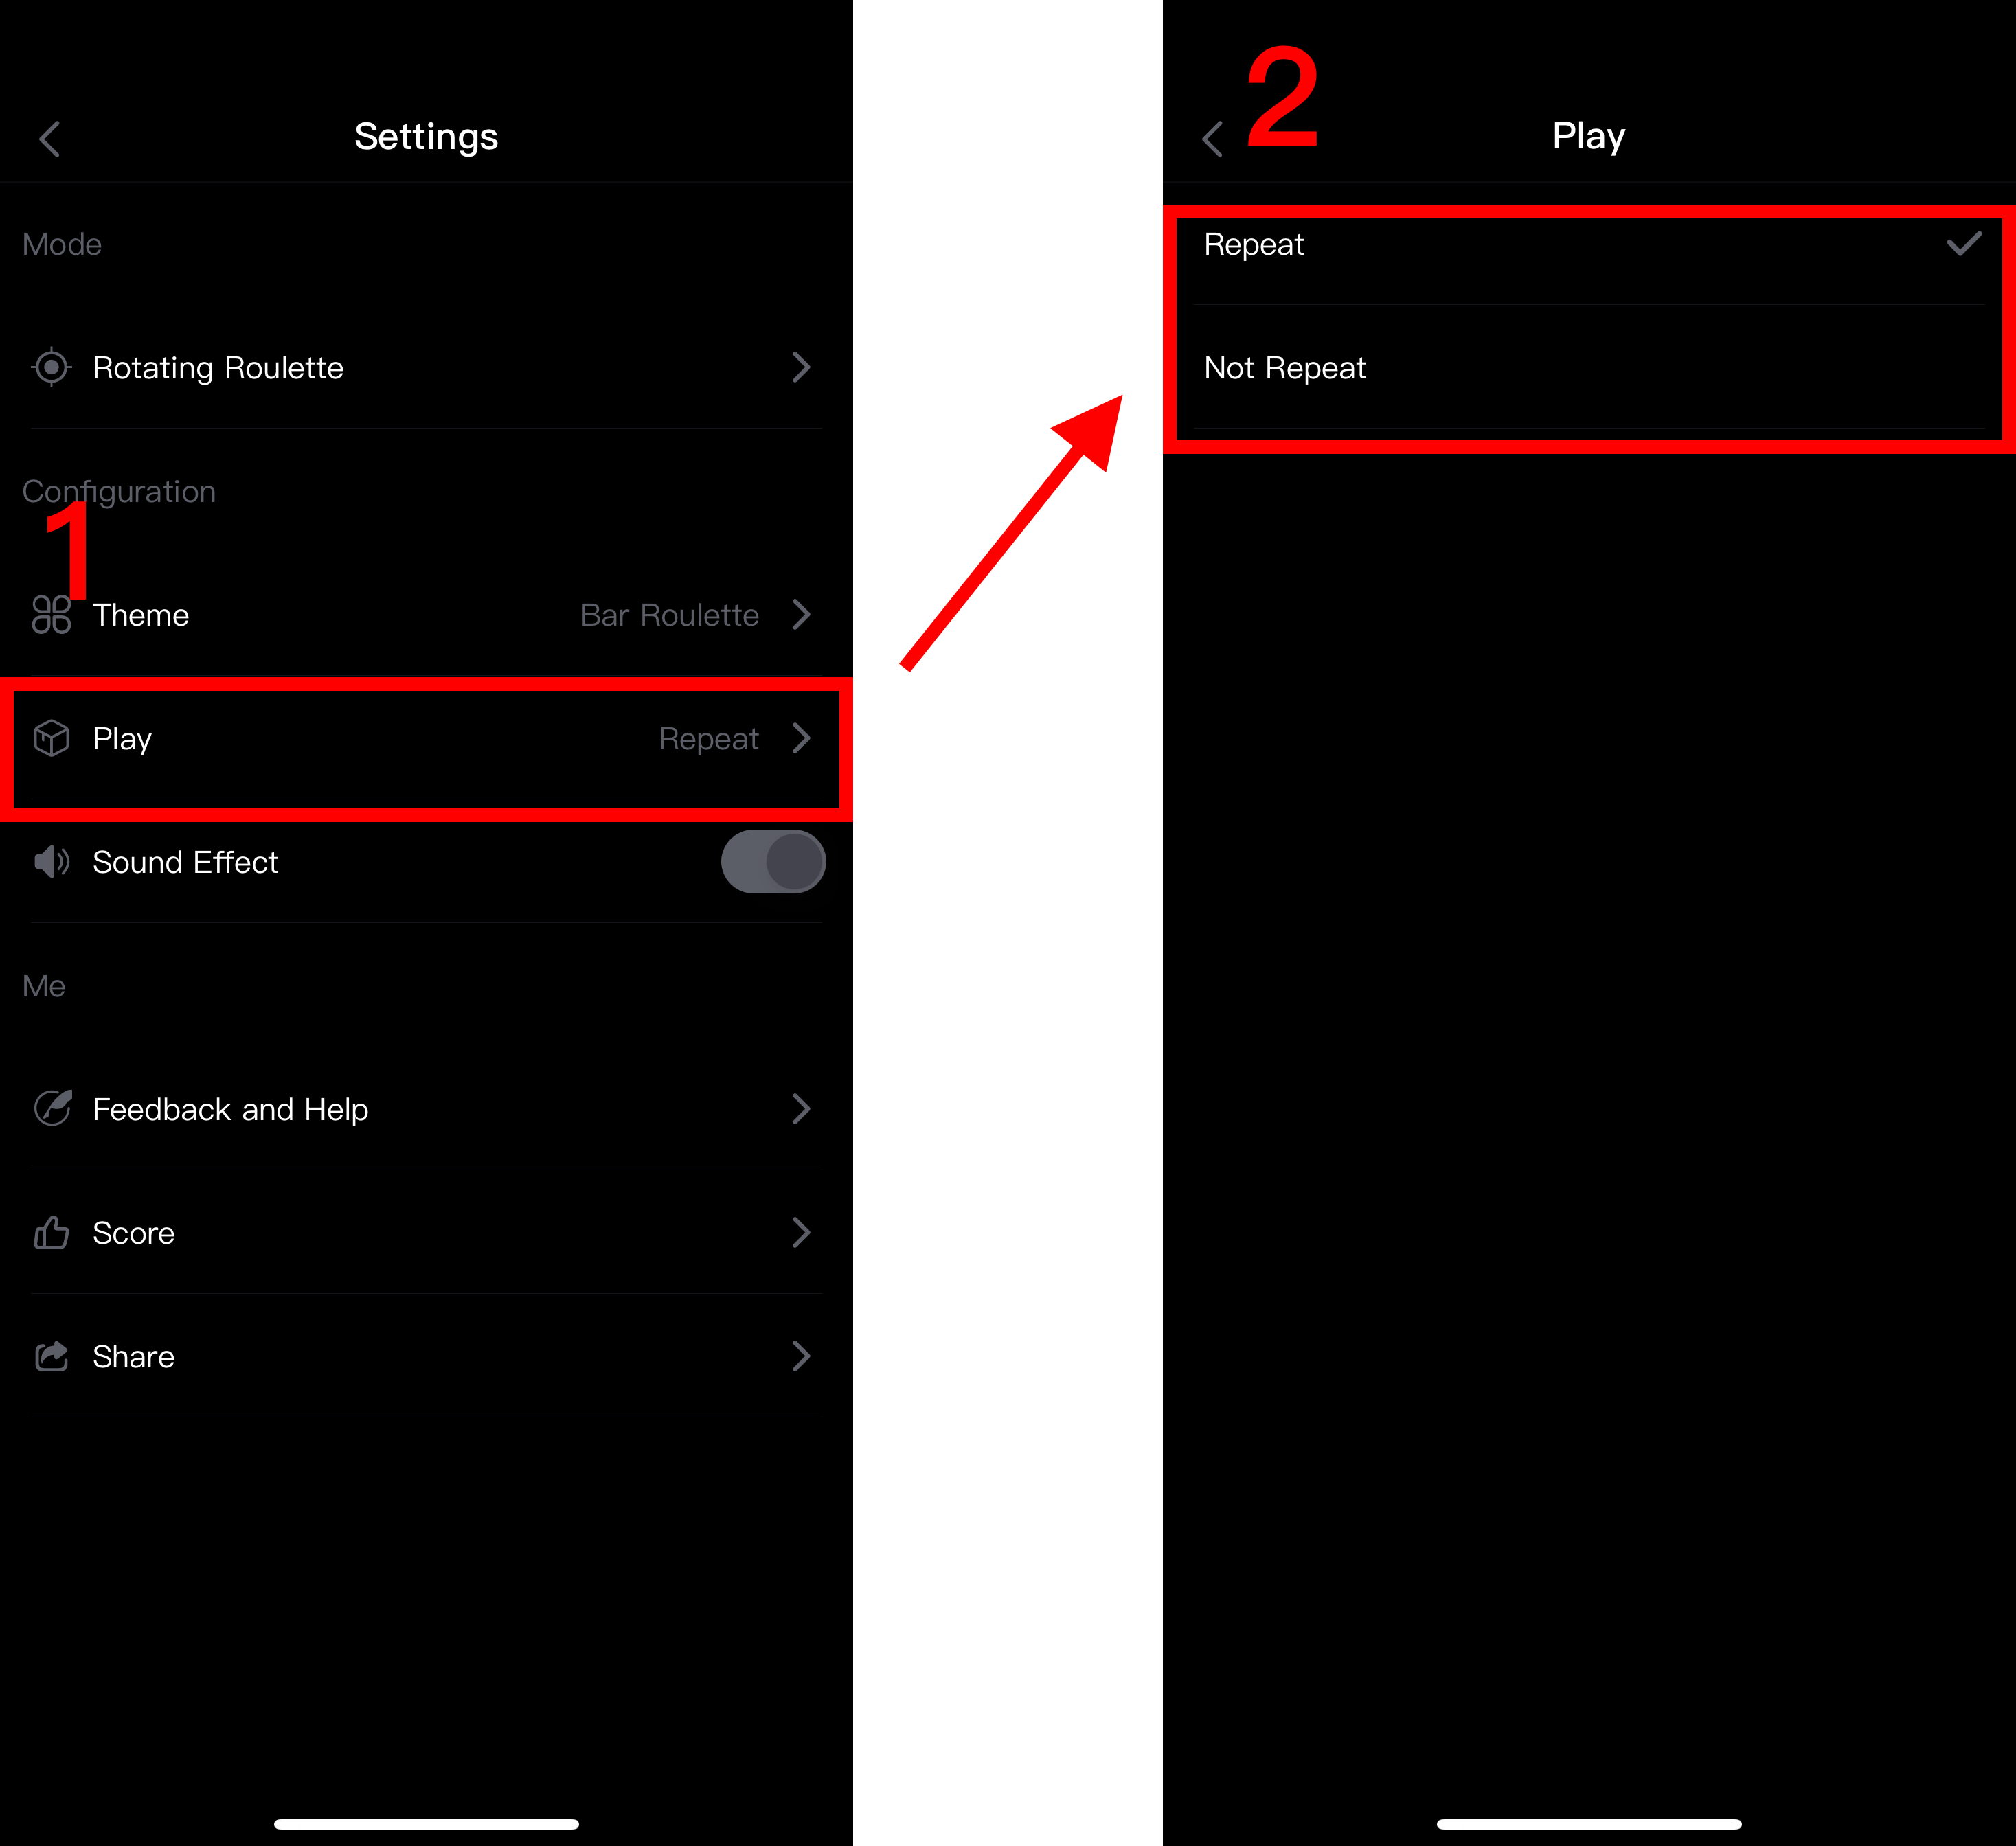 Settings
Mode
Rotating Roulette
Configuration
1
Theme Bar Roulette
Play Repeat
Sound Effect
Me
Feedback and Help
Score
Share
2
Play
Repeat
Not Repeat